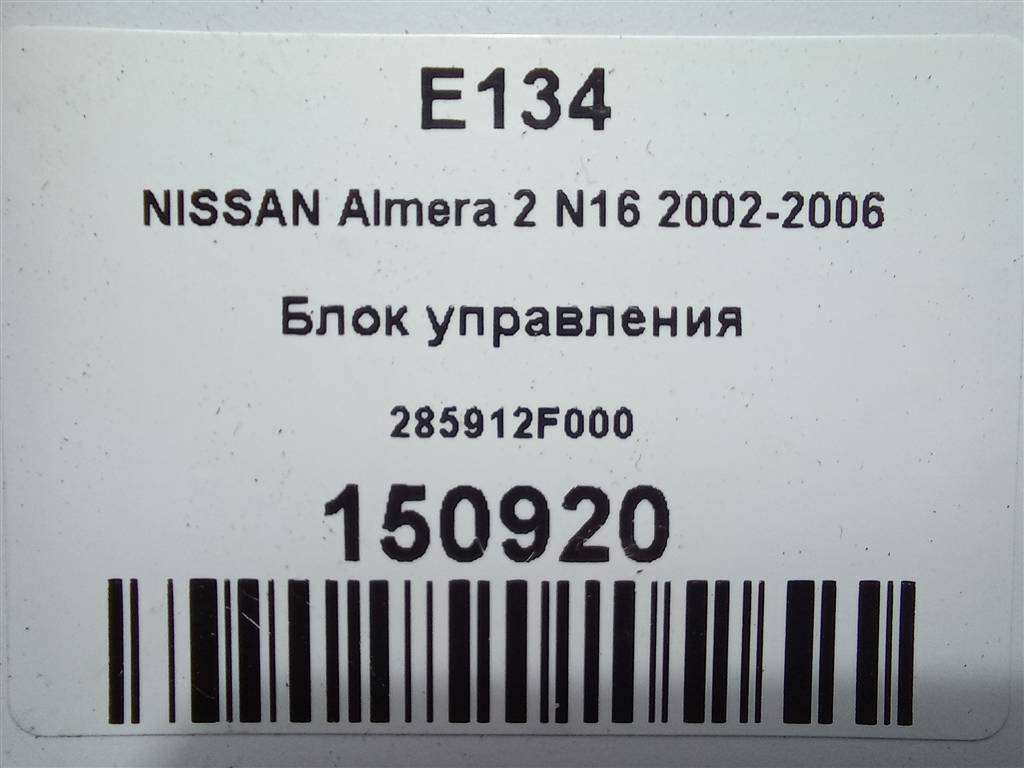 E134
NISSAN Almera 2 N16 2002-2006
Блок управления
285912F000
150920